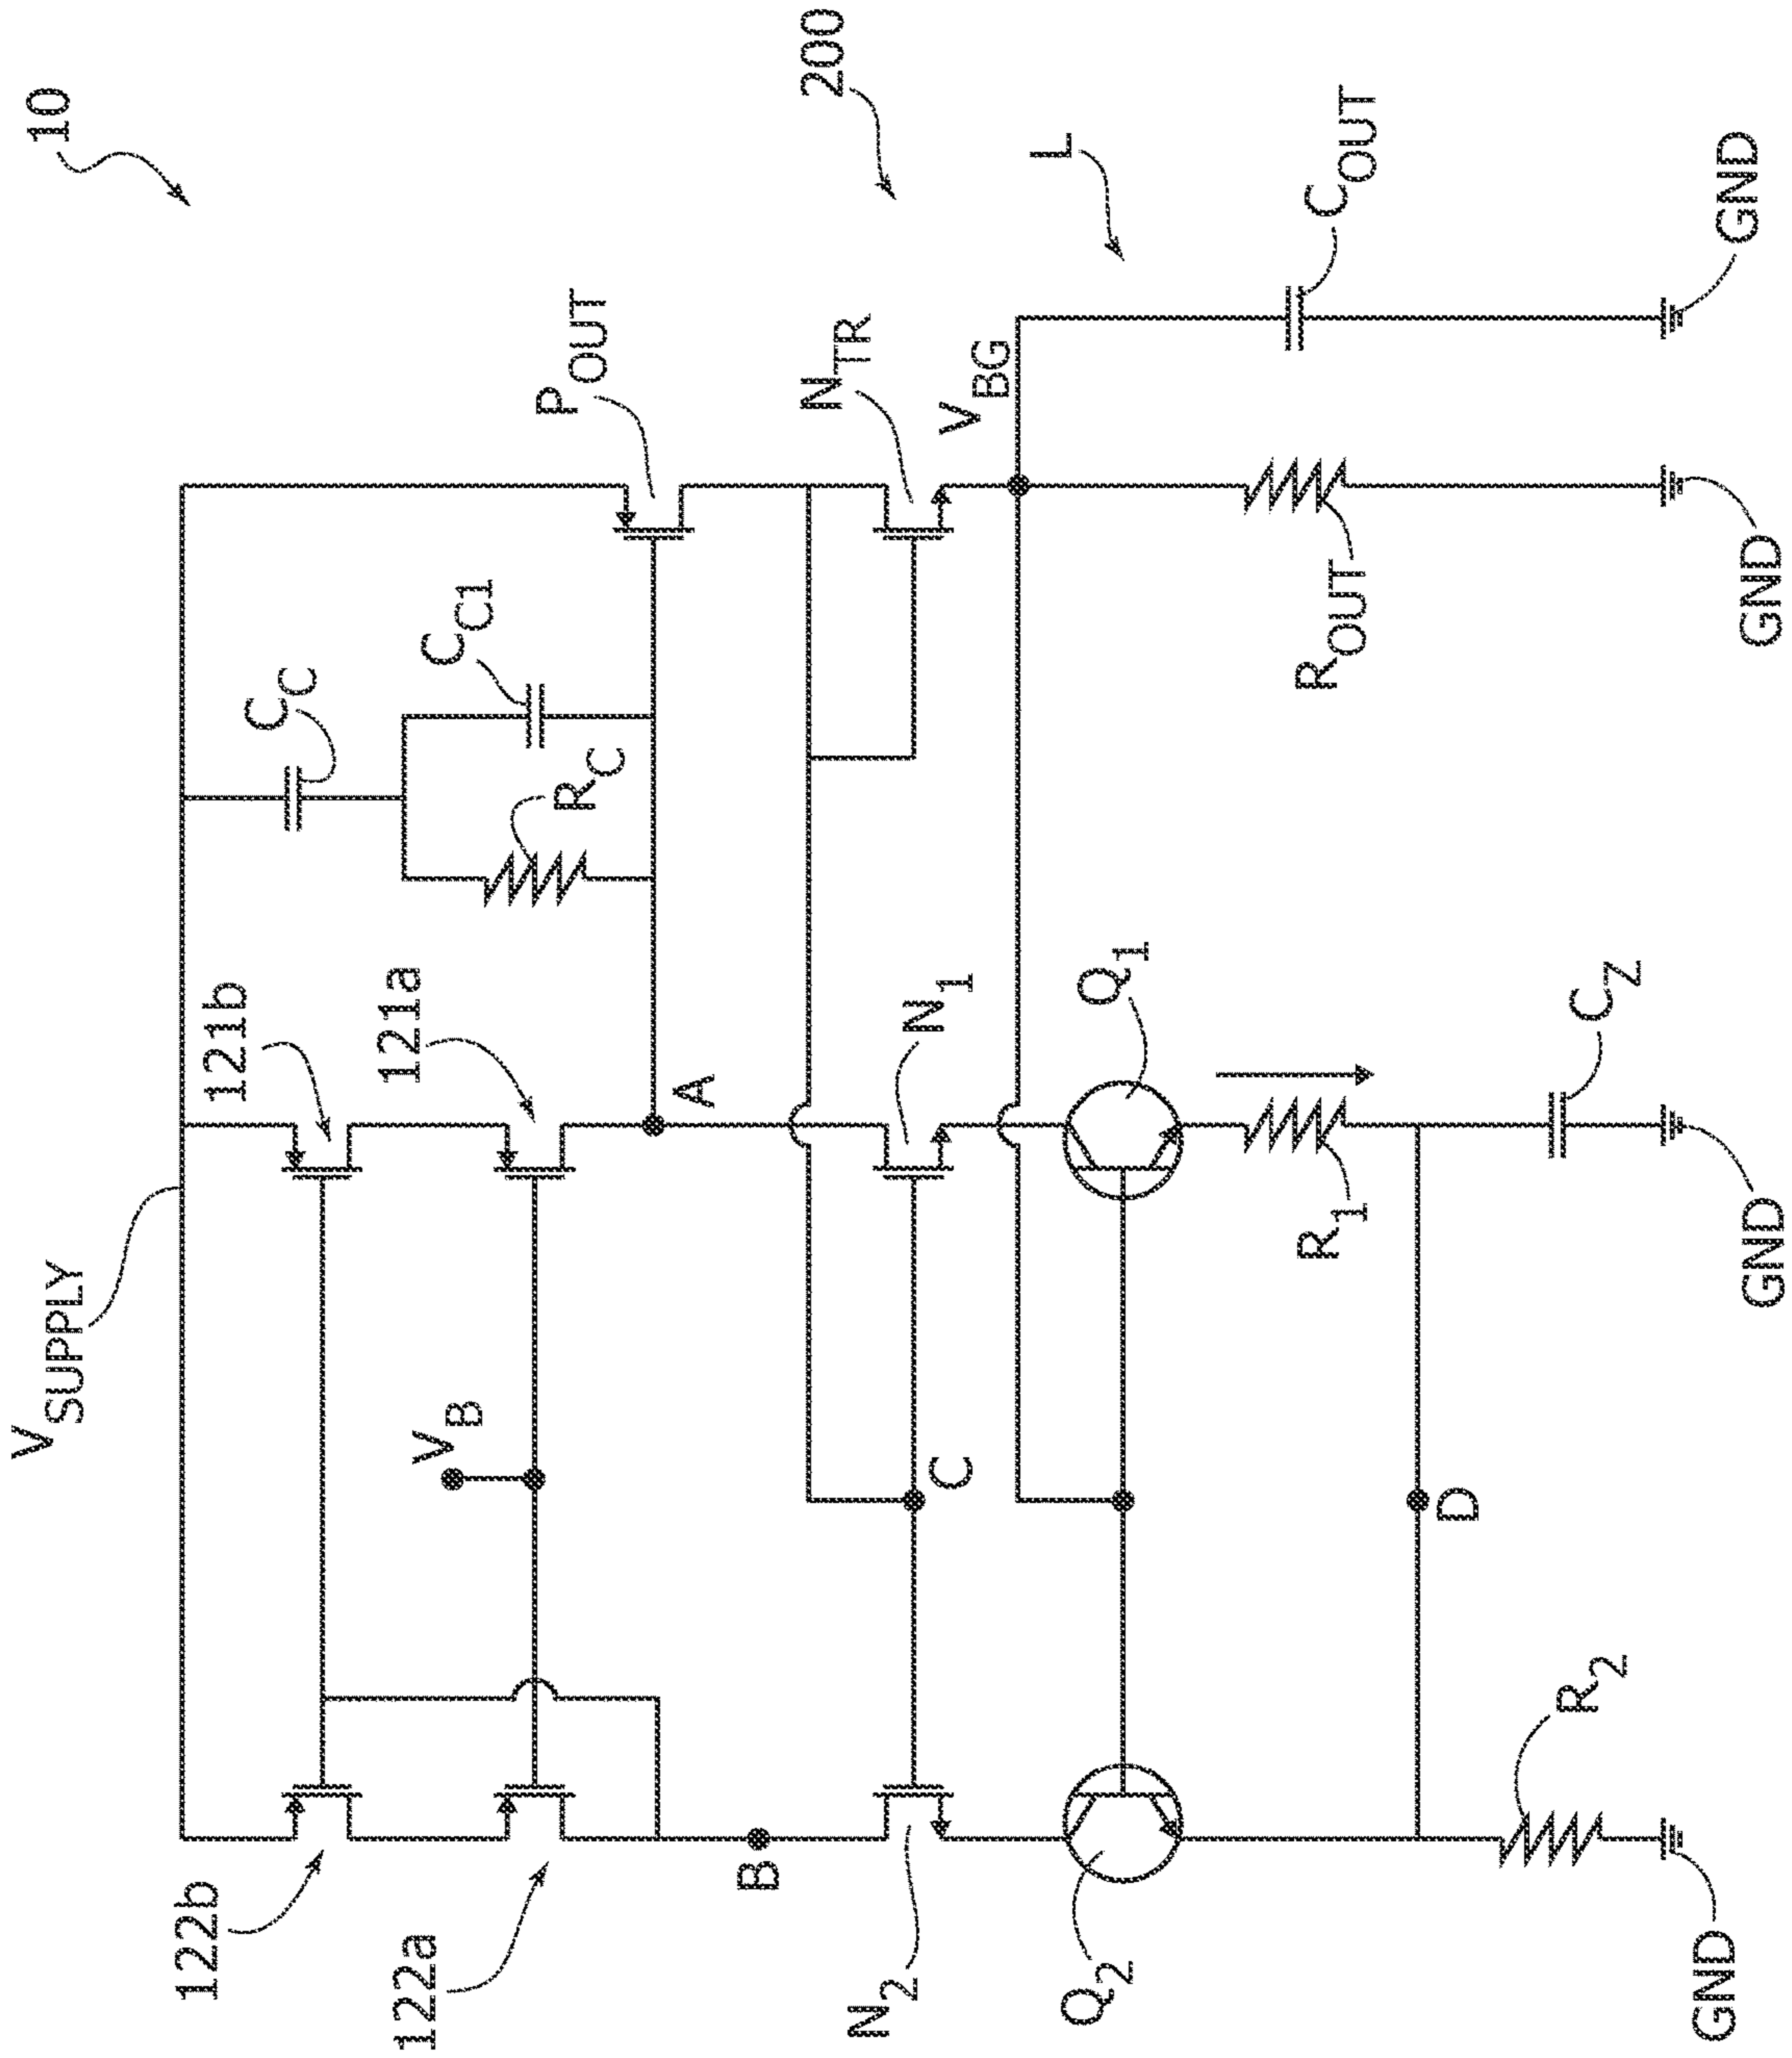 10
200
V_SUPPLY
122b
121b
C_C
C_C1
P_OUT
122a
V_B
121a
R_C
A
B
N_TR
N_2
C
N_1
V_BG
L
Q_2
Q_1
D
R_1
R_OUT
C_OUT
R_2
C_Z
GND
GND
GND
GND